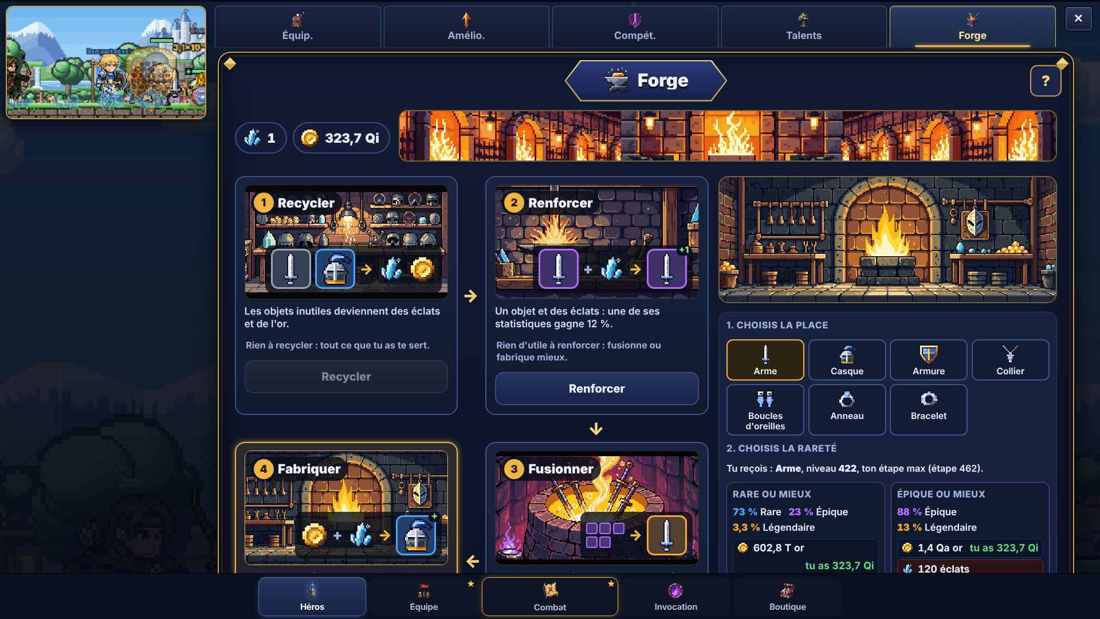 Équip.
Amélio.
Compét.
Talents
Forge
×
Forge
?
1
323,7 Qi
1 Recycler
Les objets inutiles deviennent des éclats
et de l'or.
Rien à recycler : tout ce que tu as te sert.
Recycler
2 Renforcer
+1
Un objet et des éclats : une de ses
statistiques gagne 12 %.
Rien d'utile à renforcer : fusionne ou
fabrique mieux.
Renforcer
4 Fabriquer
3 Fusionner
1. CHOISIS LA PLACE
Arme
Casque
Armure
Collier
Boucles
d'oreilles
Anneau
Bracelet
2. CHOISIS LA RARETÉ
Tu reçois : Arme, niveau 422, ton étape max (étape 462).
RARE OU MIEUX
73 % Rare 23 % Épique
3,3 % Légendaire
602,8 T or
tu as 323,7 Qi
ÉPIQUE OU MIEUX
88 % Épique
13 % Légendaire
1,4 Qa or tu as 323,7 Qi
120 éclats
Héros
Équipe
Combat
Invocation
Boutique